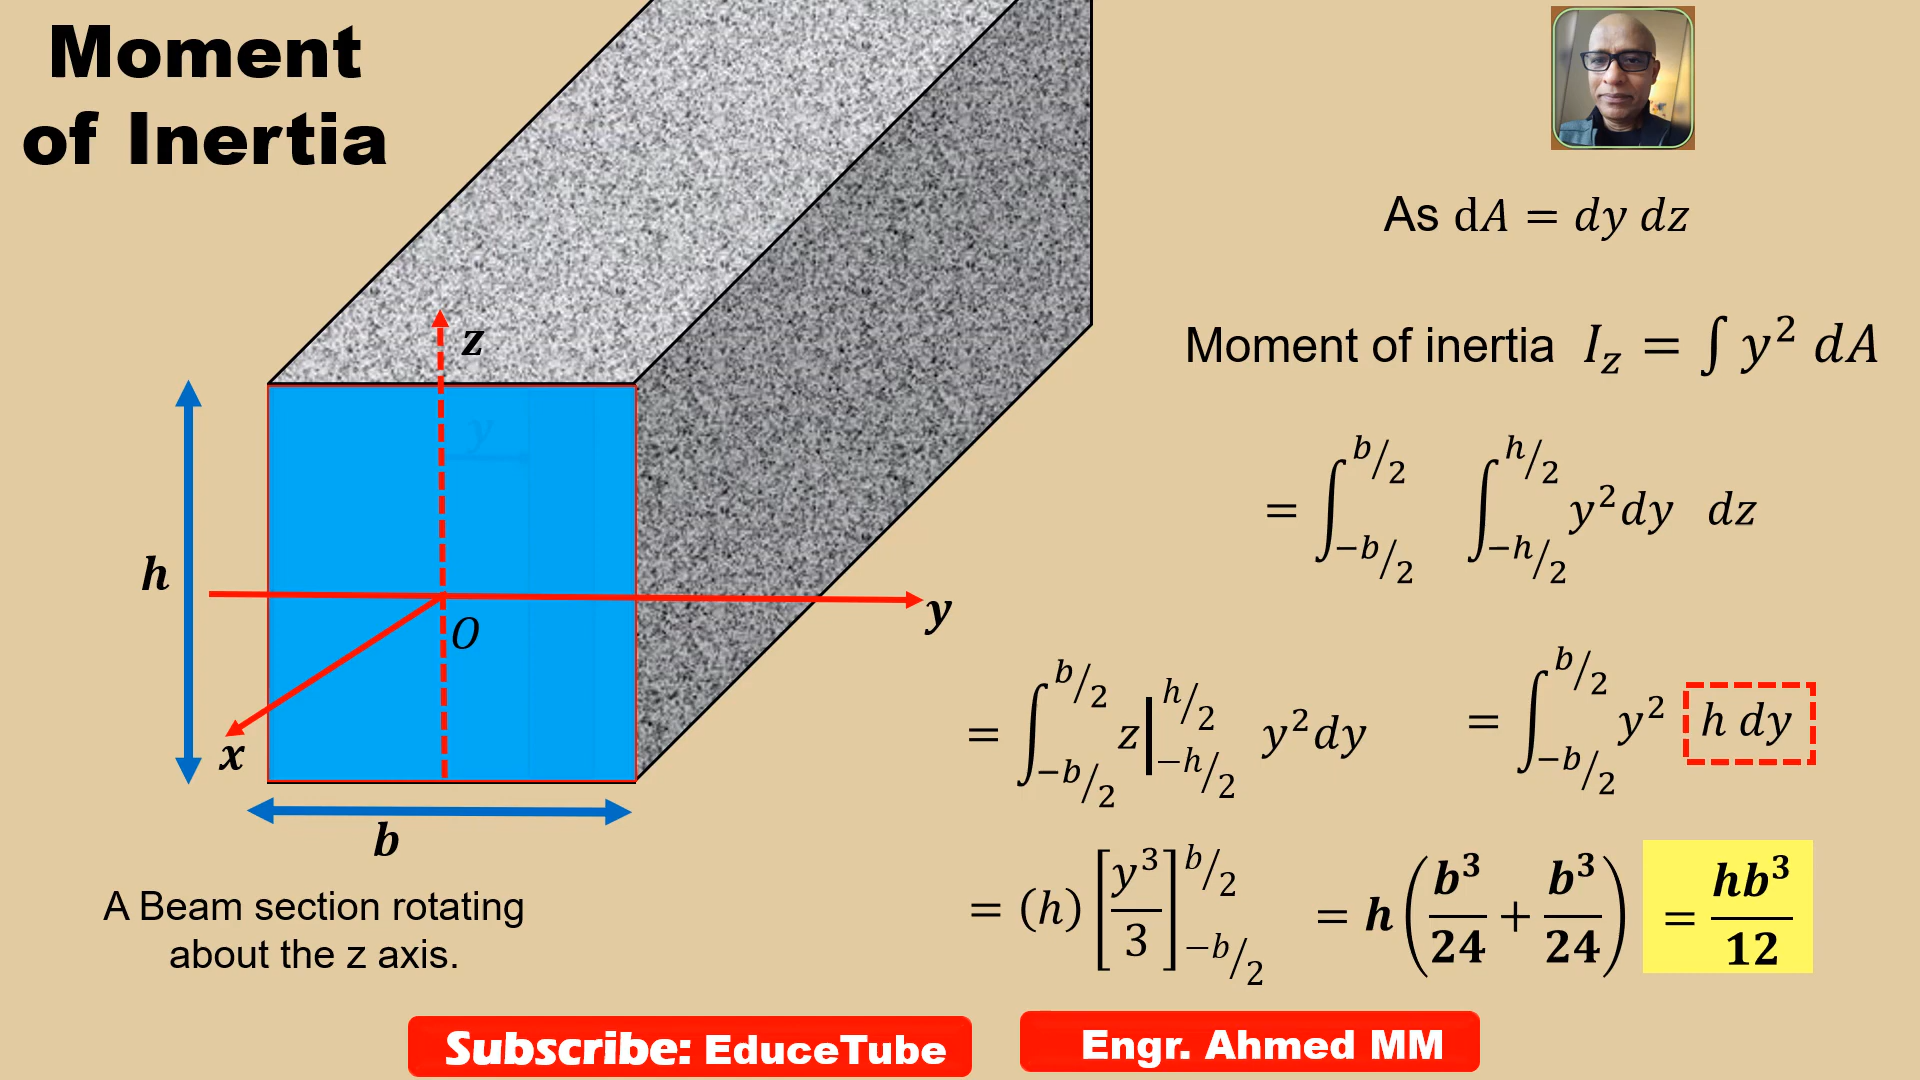 Moment
of Inertia
z
y
h
O
y
x
b
A Beam section rotating
about the z axis.
As dA = dy dz
Moment of inertia I_z = ∫ y² dA
= ∫_{-b/2}^{b/2} ∫_{-h/2}^{h/2} y² dy dz
= ∫_{-b/2}^{b/2} z|_{-h/2}^{h/2} y² dy
= ∫_{-b/2}^{b/2} y² h dy
= (h) [y³/3]_{-b/2}^{b/2} = h (b³/24 + b³/24) = hb³/12
Subscribe: EduceTube
Engr. Ahmed MM